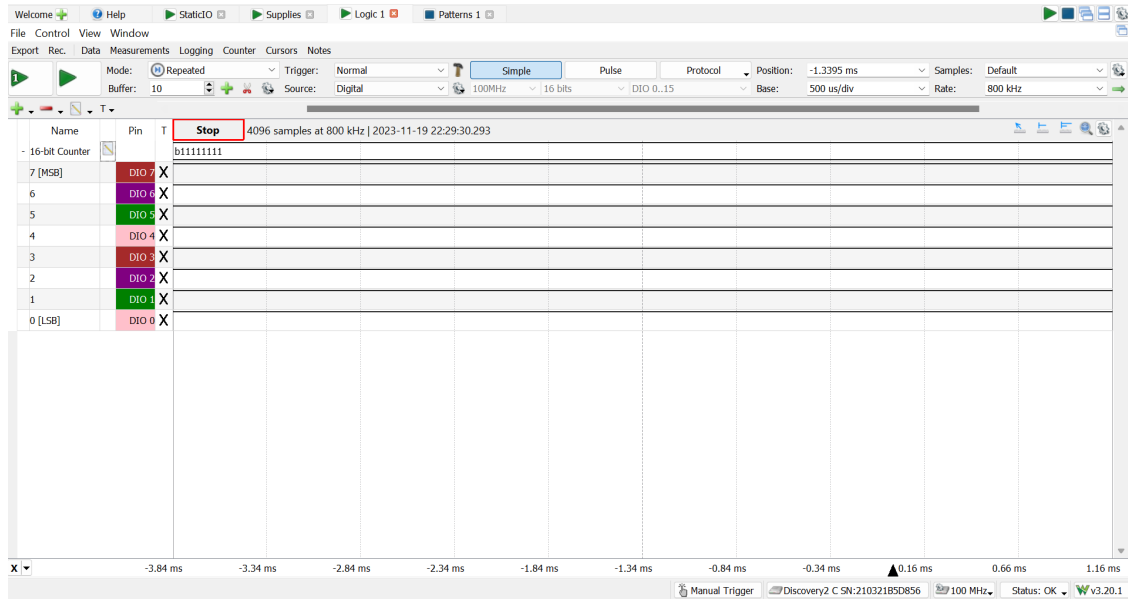 Welcome Help StaticIO Supplies Logic 1 Patterns 1
File Control View Window
Export Rec. Data Measurements Logging Counter Cursors Notes
Mode: Repeated Trigger: Normal Simple Pulse Protocol Position: -1.3395 ms Samples: Default
Buffer: 10 Source: Digital 100MHz 16 bits DIO 0..15 Base: 500 us/div Rate: 800 kHz
T
Name Pin T Stop 4096 samples at 800 kHz | 2023-11-19 22:29:30.293
- 16-bit Counter b11111111
7 [MSB] DIO 7 X
6 DIO 6 X
5 DIO 5 X
4 DIO 4 X
3 DIO 3 X
2 DIO 2 X
1 DIO 1 X
0 [LSB] DIO 0 X
X -3.84 ms -3.34 ms -2.84 ms -2.34 ms -1.84 ms -1.34 ms -0.84 ms -0.34 ms 0.16 ms 0.66 ms 1.16 ms
Manual Trigger Discovery2 C SN:210321B5D856 100 MHz Status: OK v3.20.1